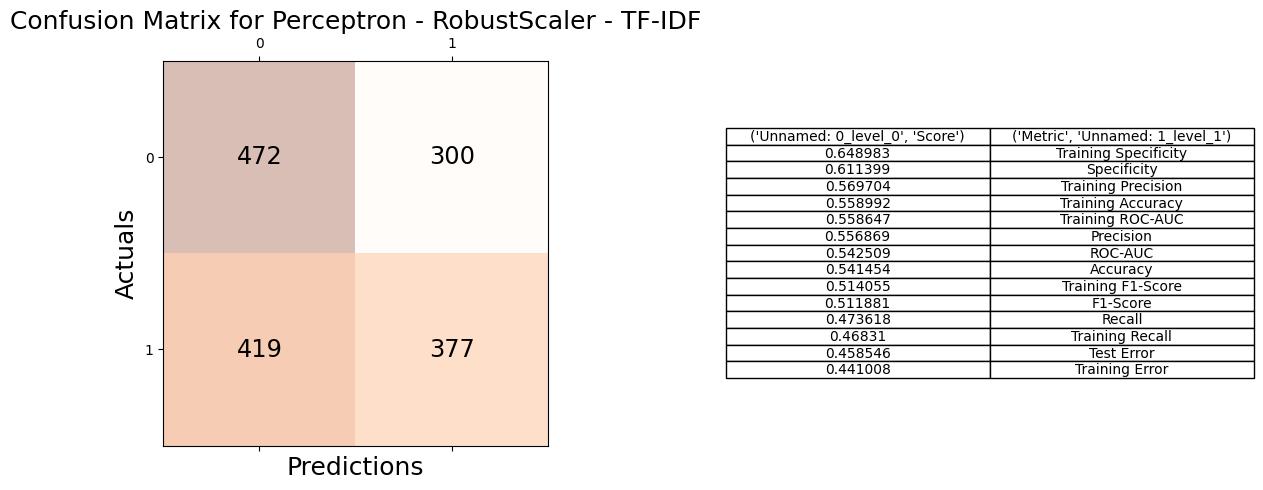 Confusion Matrix for Perceptron - RobustScaler - TF-IDF
0 1
0 472 300
1 419 377
Actuals
Predictions
('Unnamed: 0_level_0', 'Score') ('Metric', 'Unnamed: 1_level_1')
0.648983 Training Specificity
0.611399 Specificity
0.569704 Training Precision
0.558992 Training Accuracy
0.558647 Training ROC-AUC
0.556869 Precision
0.542509 ROC-AUC
0.541454 Accuracy
0.514055 Training F1-Score
0.511881 F1-Score
0.473618 Recall
0.46831 Training Recall
0.458546 Test Error
0.441008 Training Error